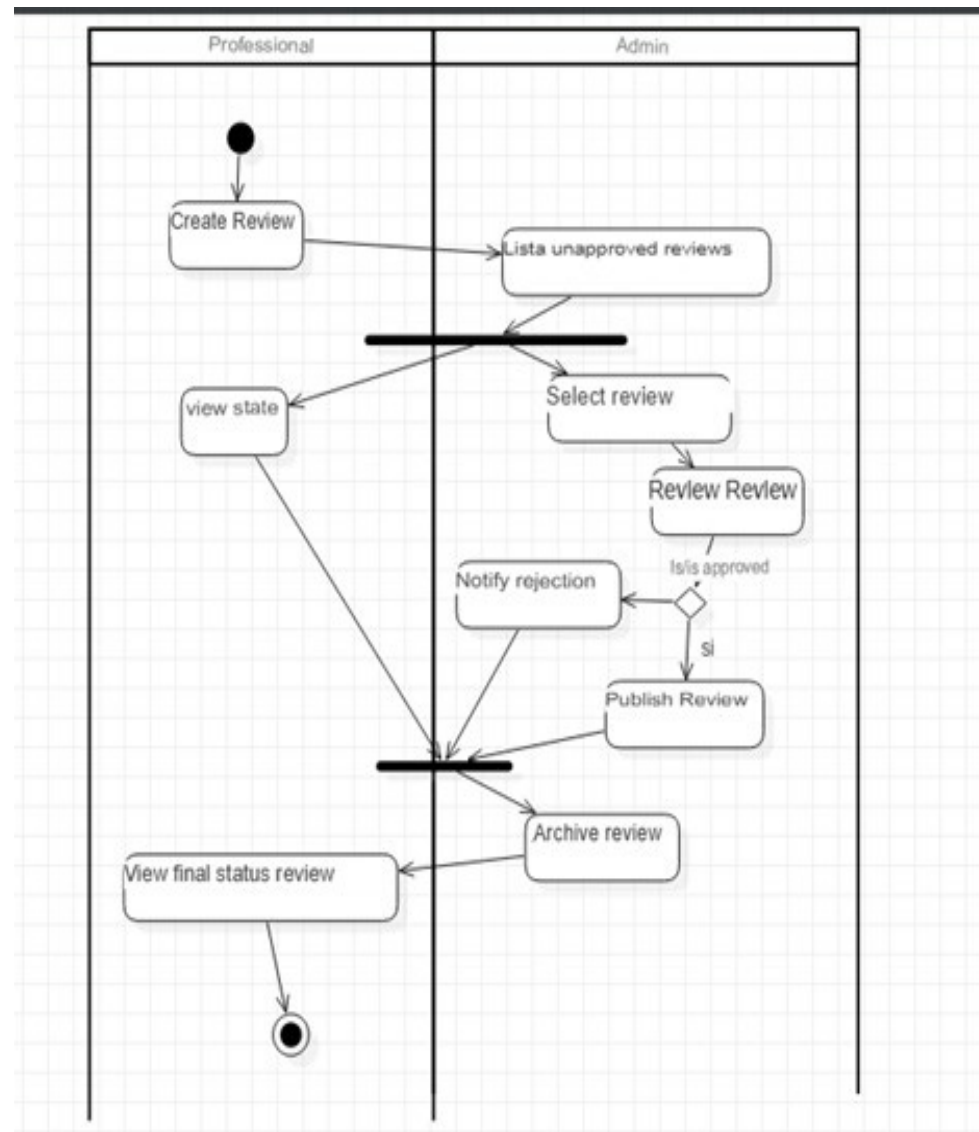 Professional
Admin
Create Review
Lista unapproved reviews
view state
Select review
Review Review
Is/is approved
Notify rejection
si
Publish Review
Archive review
View final status review